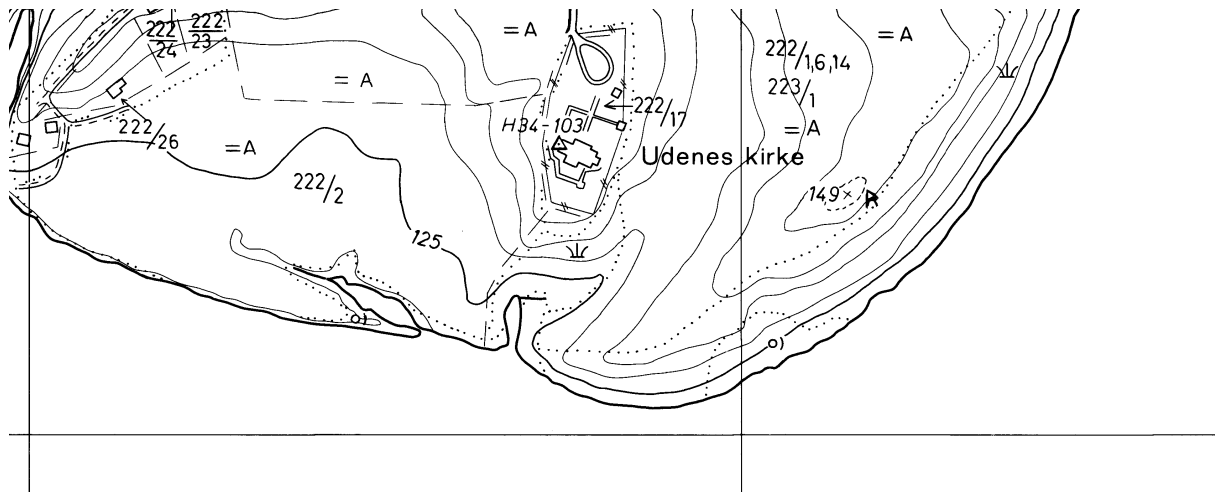 222/24
222/23
= A
= A
222/1,6,14
223/1
= A
= A
222/26
= A
H34-103
222/17
Udenes kirke
222/2
149×
R
125